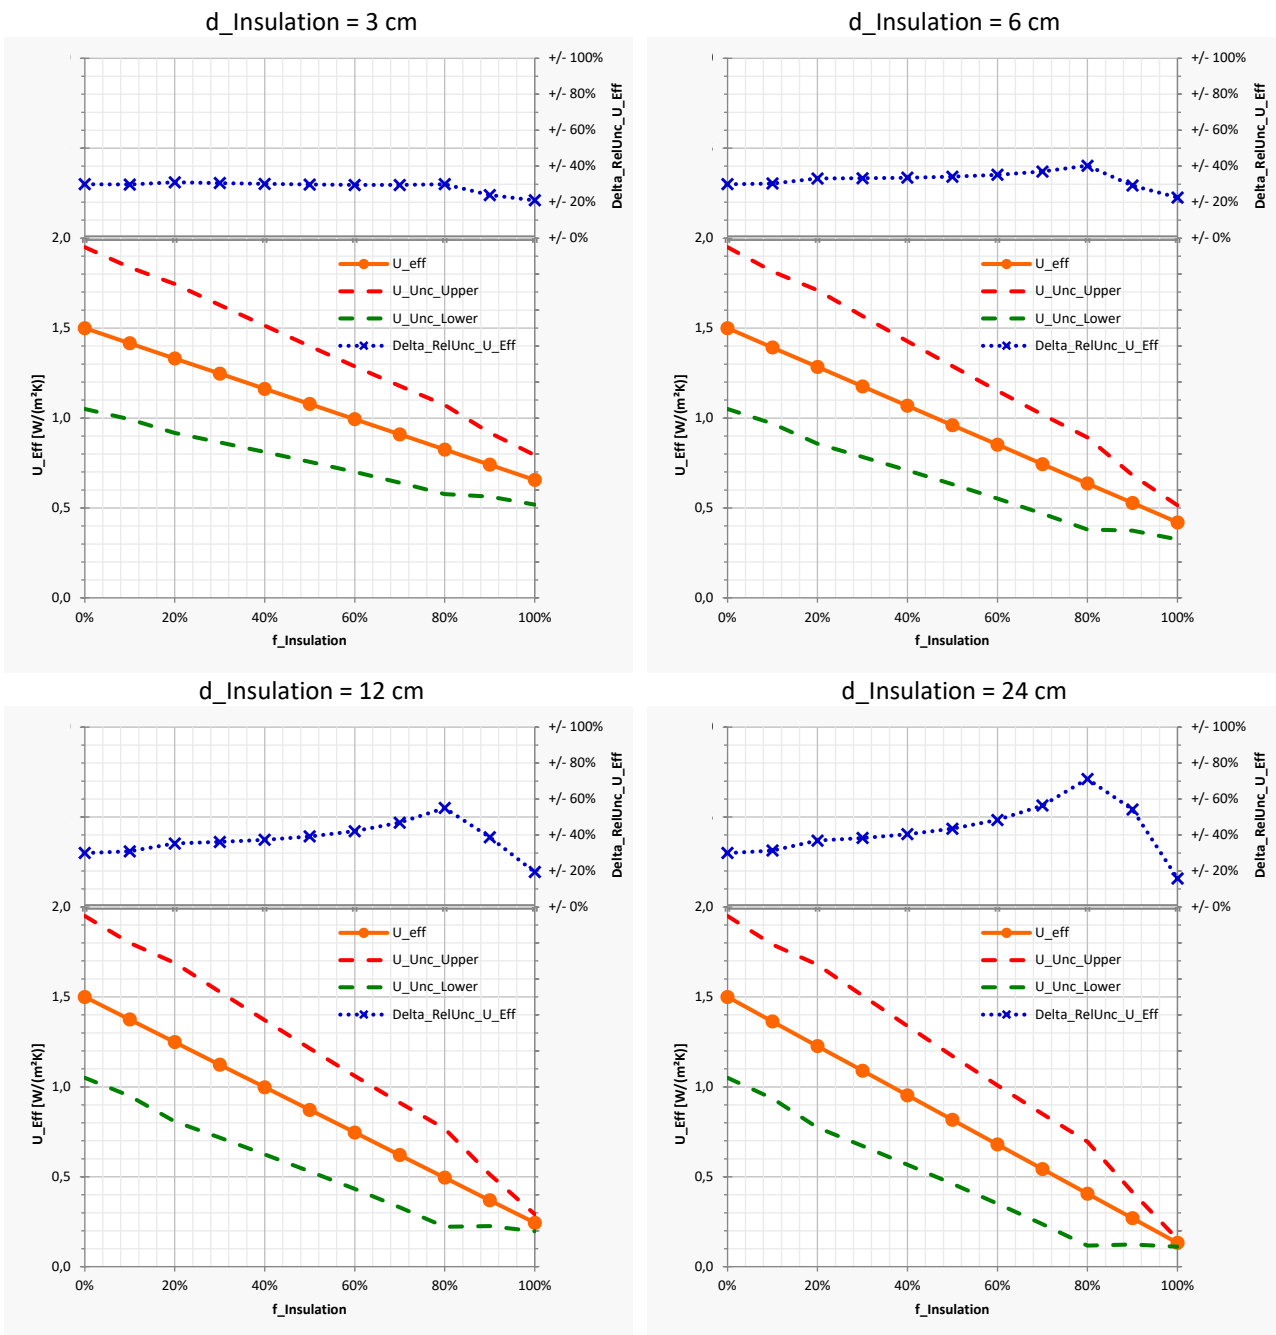 d_Insulation = 3 cm
+/- 100%
+/- 80%
+/- 60%
+/- 40%
+/- 20%
+/- 0%
Delta_RelUnc_U_Eff
2,0
1,5
1,0
0,5
0,0
U_Eff [W/(m²K)]
U_eff
U_Unc_Upper
U_Unc_Lower
Delta_RelUnc_U_Eff
0%
20%
40%
60%
80%
100%
f_Insulation
d_Insulation = 6 cm
+/- 100%
+/- 80%
+/- 60%
+/- 40%
+/- 20%
+/- 0%
Delta_RelUnc_U_Eff
2,0
1,5
1,0
0,5
0,0
U_Eff [W/(m²K)]
U_eff
U_Unc_Upper
U_Unc_Lower
Delta_RelUnc_U_Eff
0%
20%
40%
60%
80%
100%
f_Insulation
d_Insulation = 12 cm
+/- 100%
+/- 80%
+/- 60%
+/- 40%
+/- 20%
+/- 0%
Delta_RelUnc_U_Eff
2,0
1,5
1,0
0,5
0,0
U_Eff [W/(m²K)]
U_eff
U_Unc_Upper
U_Unc_Lower
Delta_RelUnc_U_Eff
0%
20%
40%
60%
80%
100%
f_Insulation
d_Insulation = 24 cm
+/- 100%
+/- 80%
+/- 60%
+/- 40%
+/- 20%
+/- 0%
Delta_RelUnc_U_Eff
2,0
1,5
1,0
0,5
0,0
U_Eff [W/(m²K)]
U_eff
U_Unc_Upper
U_Unc_Lower
Delta_RelUnc_U_Eff
0%
20%
40%
60%
80%
100%
f_Insulation